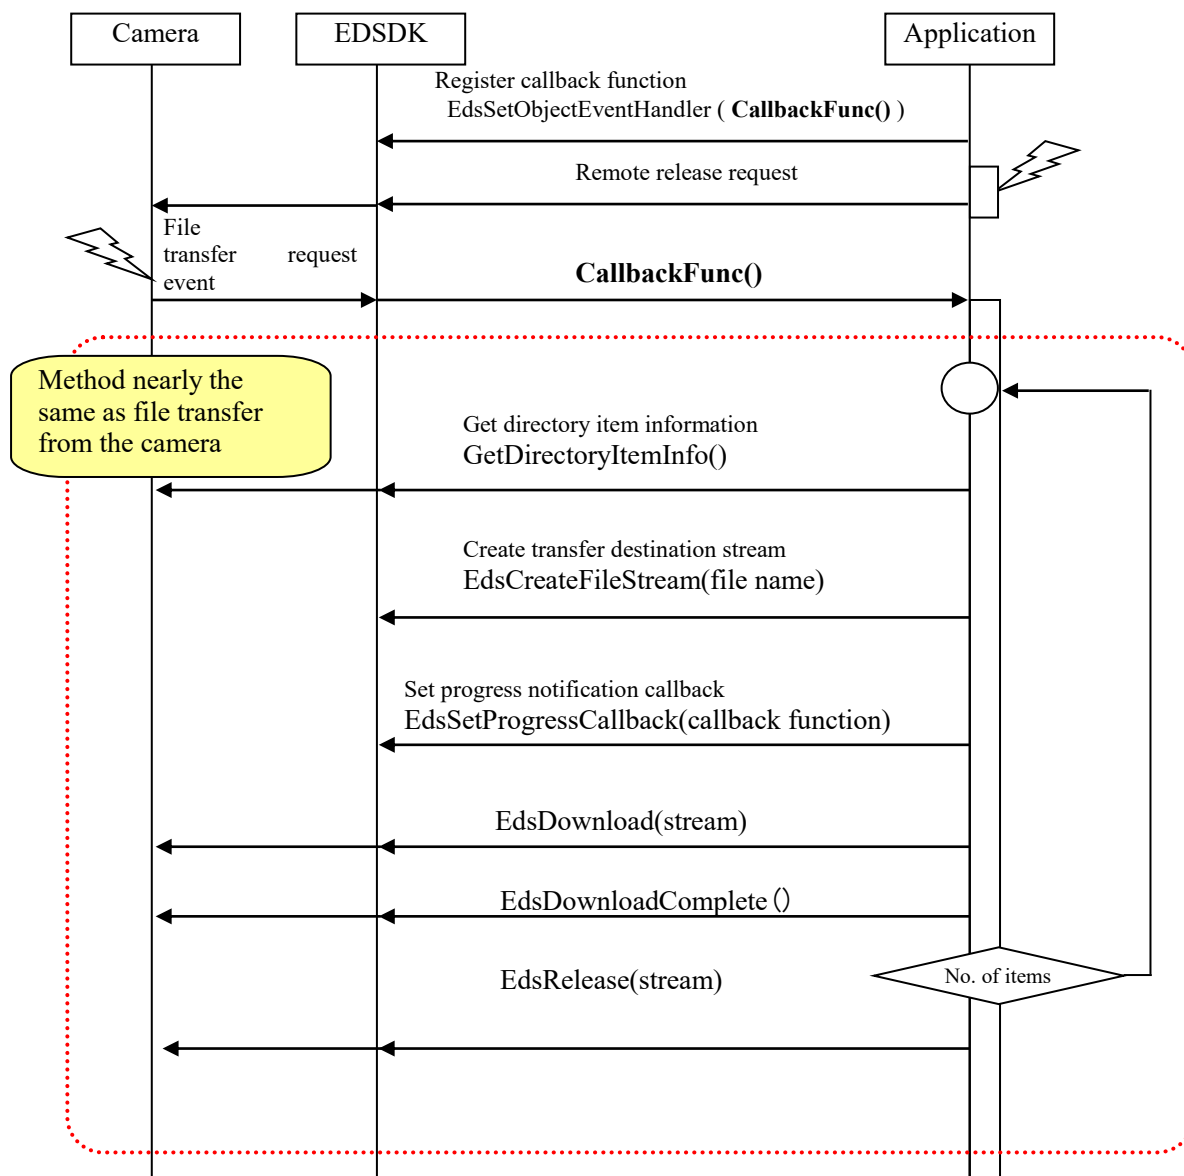 Camera
EDSDK
Application
Register callback function
EdsSetObjectEventHandler ( CallbackFunc() )
Remote release request
File
transfer request
event
CallbackFunc()
Method nearly the
same as file transfer
from the camera
Get directory item information
GetDirectoryItemInfo()
Create transfer destination stream
EdsCreateFileStream(file name)
Set progress notification callback
EdsSetProgressCallback(callback function)
EdsDownload(stream)
EdsDownloadComplete()
EdsRelease(stream)
No. of items